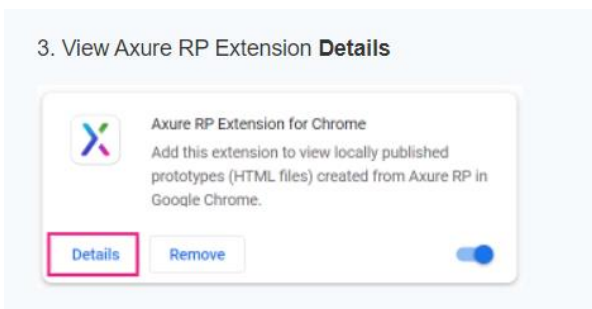 3. View Axure RP Extension Details
Axure RP Extension for Chrome
Add this extension to view locally published
prototypes (HTML files) created from Axure RP in
Google Chrome.
Details
Remove